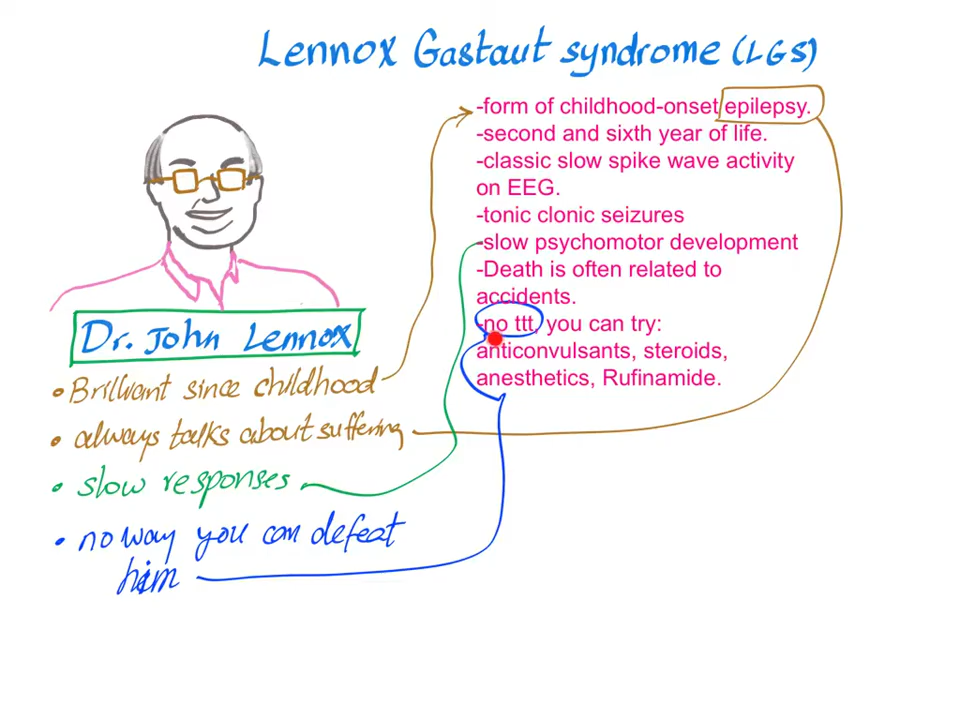 Lennox Gastaut syndrome (LGS)
-form of childhood-onset epilepsy.
-second and sixth year of life.
-classic slow spike wave activity
on EEG.
-tonic clonic seizures
-slow psychomotor development
-Death is often related to
accidents.
-no ttt, you can try:
anticonvulsants, steroids,
anesthetics, Rufinamide.
Dr. John Lennox
• Brilliant since childhood
• always talks about suffering
• slow responses
• no way you can defeat
him